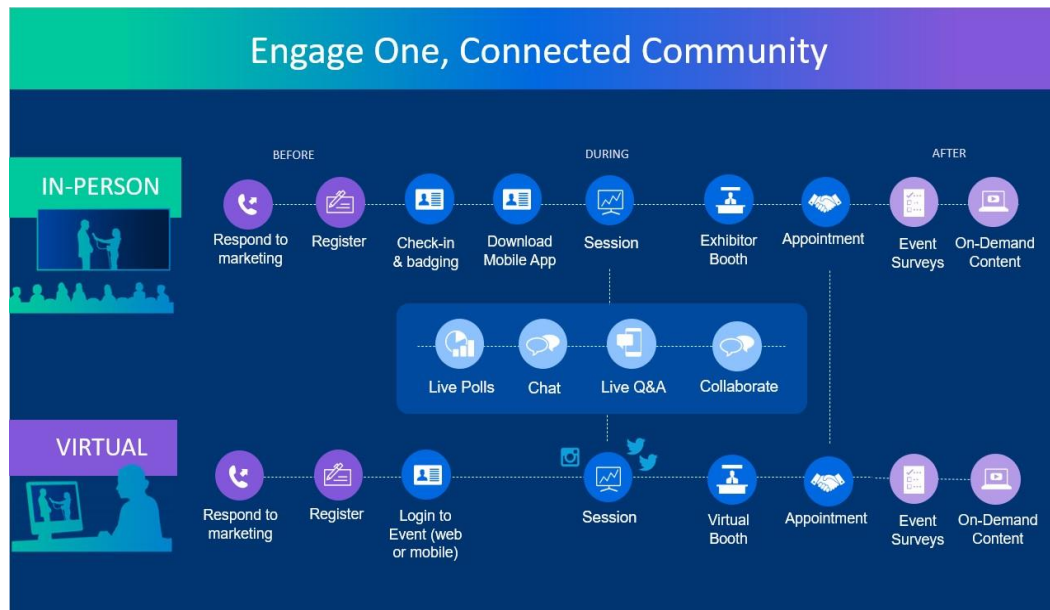 Engage One, Connected Community
BEFORE
DURING
AFTER
IN-PERSON
Respond to
marketing
Register
Check-in
& badging
Download
Mobile App
Session
Exhibitor
Booth
Appointment
Event
Surveys
On-Demand
Content
Live Polls
Chat
Live Q&A
Collaborate
VIRTUAL
Respond to
marketing
Register
Login to
Event (web
or mobile)
Session
Virtual
Booth
Appointment
Event
Surveys
On-Demand
Content